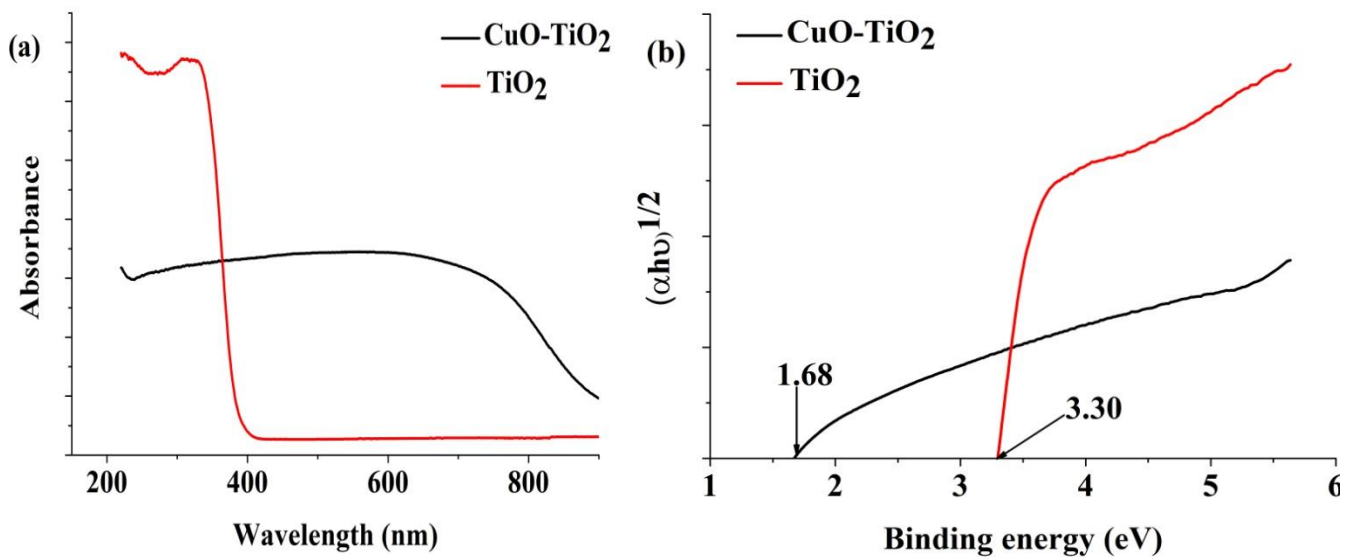 (a)
CuO-TiO₂
TiO₂
Absorbance
200 400 600 800
Wavelength (nm)
(b)
CuO-TiO₂
TiO₂
(αhυ)1/2
1.68
3.30
1 2 3 4 5 6
Binding energy (eV)